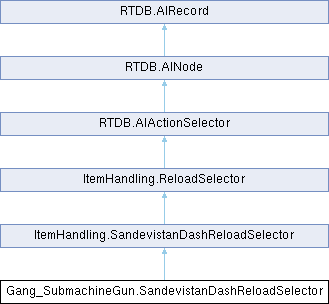 RTDB.AIRecord
RTDB.AINode
RTDB.AIActionSelector
ItemHandling.ReloadSelector
ItemHandling.SandevistanDashReloadSelector
Gang_SubmachineGun.SandevistanDashReloadSelector